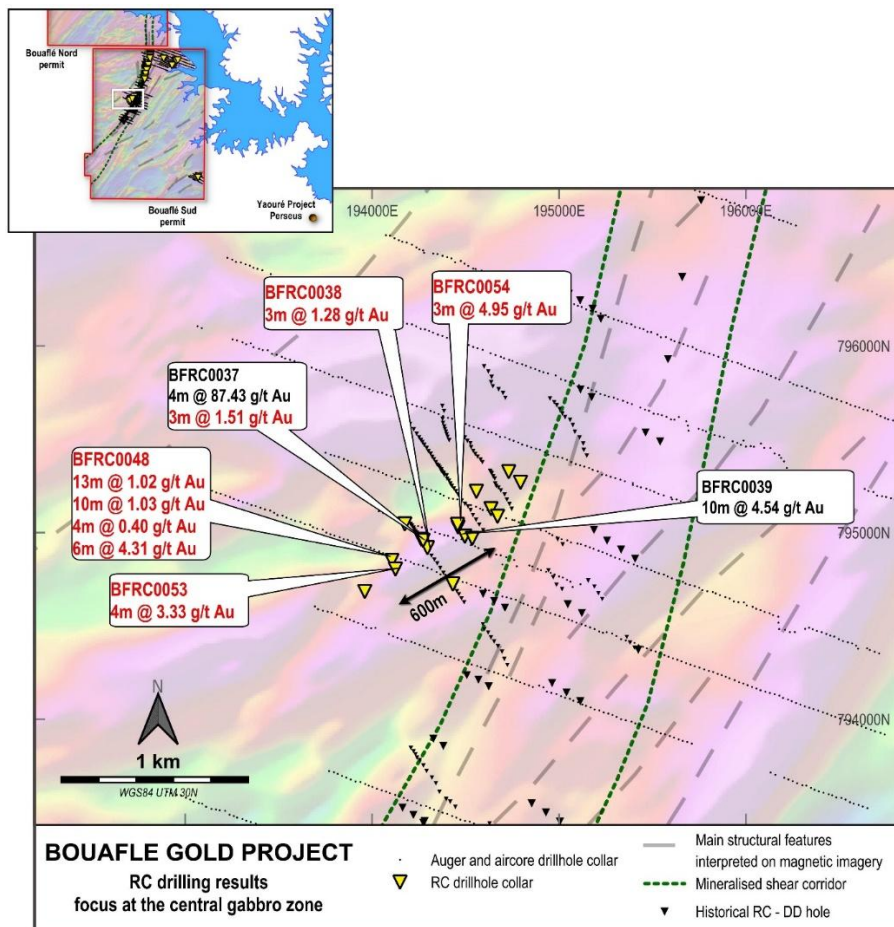 Bouaflé Nord
permit
Bouaflé Sud
permit
Yaouré Project
Perseus
194000E
195000E
196000E
BFRC0038
3m @ 1.28 g/t Au
BFRC0054
3m @ 4.95 g/t Au
796000N
BFRC0037
4m @ 87.43 g/t Au
3m @ 1.51 g/t Au
BFRC0048
13m @ 1.02 g/t Au
10m @ 1.03 g/t Au
4m @ 0.40 g/t Au
6m @ 4.31 g/t Au
BFRC0039
10m @ 4.54 g/t Au
795000N
BFRC0053
4m @ 3.33 g/t Au
600m
N
794000N
1 km
WGS84 UTM 30N
BOUAFLE GOLD PROJECT
RC drilling results
focus at the central gabbro zone
Auger and aircore drillhole collar
RC drillhole collar
Main structural features
interpreted on magnetic imagery
Mineralised shear corridor
Historical RC - DD hole